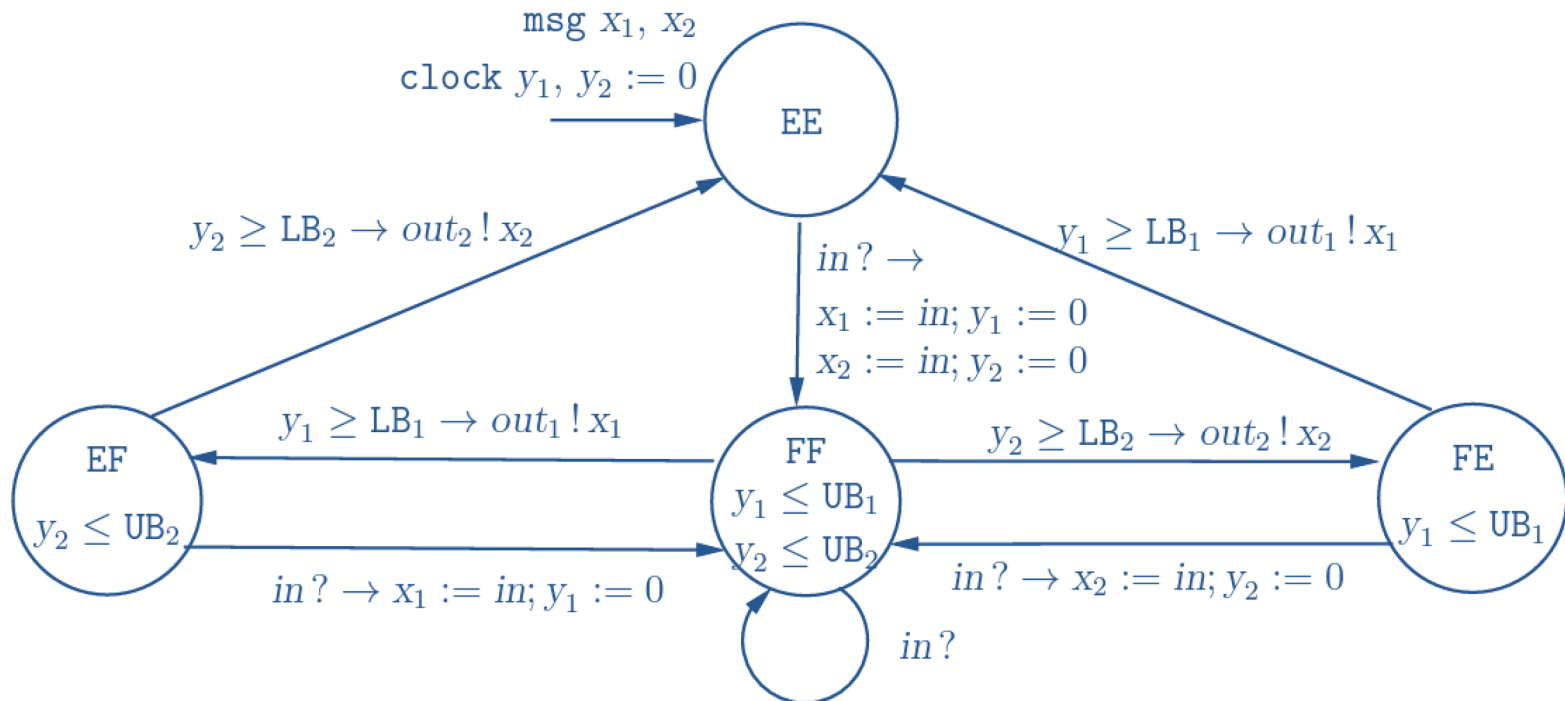 msg x₁, x₂
clock y₁, y₂ := 0
EE
y₂ ≥ LB₂ → out₂ ! x₂
y₁ ≥ LB₁ → out₁ ! x₁
in ? →
x₁ := in; y₁ := 0
x₂ := in; y₂ := 0
y₁ ≥ LB₁ → out₁ ! x₁
y₂ ≥ LB₂ → out₂ ! x₂
EF
y₂ ≤ UB₂
FF
y₁ ≤ UB₁
y₂ ≤ UB₂
FE
y₁ ≤ UB₁
in ? → x₁ := in; y₁ := 0
in ? → x₂ := in; y₂ := 0
in ?